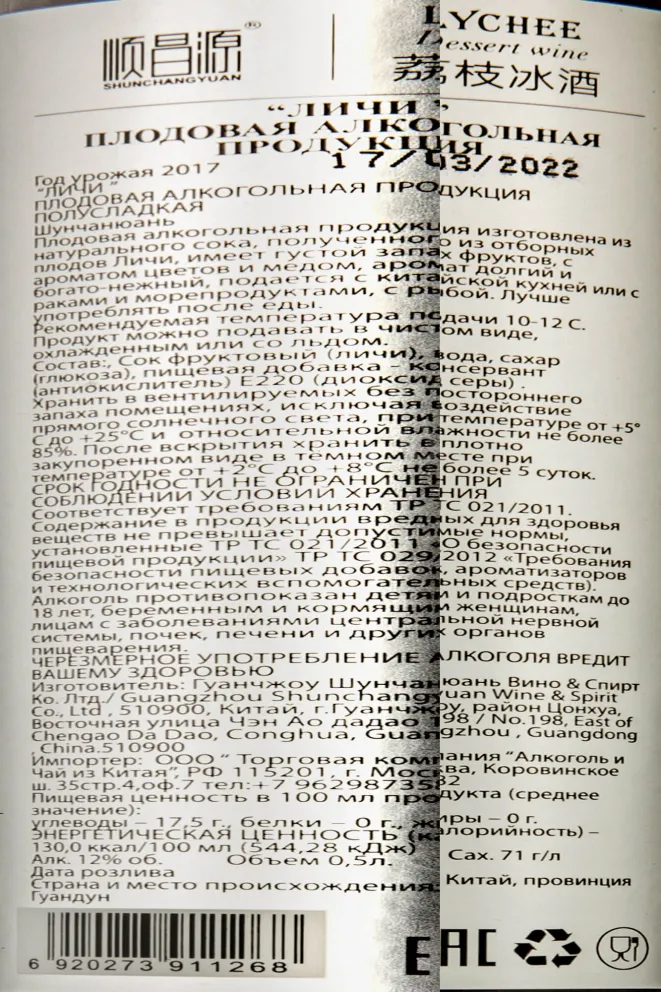 顺昌源®
SHUNCHANGYUAN
LYCHEE
Dessert wine
荔枝冰酒
“ЛИЧИ”
ПЛОДОВАЯ АЛКОГОЛЬНАЯ
ПРОДУКЦИЯ
17/03/2022
Год урожая 2017
“ЛИЧИ”
ПЛОДОВАЯ АЛКОГОЛЬНАЯ ПРОДУКЦИЯ
ПОЛУСЛАДКАЯ
Шунчанюань
Плодовая алкогольная продукция изготовлена из
натурального сока, полученного из отборных
плодов Личи, имеет густой запах фруктов, с
ароматом цветов и медом, аромат долгий и
богато-нежный, подается с китайской кухней или с
раками и морепродуктами, с рыбой. Лучше
употреблять после еды.
Рекомендуемая температура подачи 10-12 С.
Продукт можно подавать в чистом виде,
охлажденным или со льдом.
Состав:, Сок фруктовый (личи), вода, сахар
(глюкоза), пищевая добавка - консервант
(антиокислитель) Е220 (диоксид серы) .
Хранить в вентилируемых без постороннего
запаха помещениях, исключая воздействие
прямого солнечного света, при температуре от +5°
С до +25°С и относительной влажности не более
85%. После вскрытия хранить в плотно
закупоренном виде в темном месте при
температуре от +2°С до +8°С не более 5 суток.
СРОК ГОДНОСТИ НЕ ОГРАНИЧЕН ПРИ
СОБЛЮДЕНИИ УСЛОВИЙ ХРАНЕНИЯ
Соответствует требованиям ТР ТС 021/2011.
Содержание в продукции вредных для здоровья
веществ не превышает допустимые нормы,
установленные ТР ТС 021/2011 «О безопасности
пищевой продукции» ТР ТС 029/2012 «Требования
безопасности пищевых добавок, ароматизаторов
и технологических вспомогательных средств).
Алкоголь противопоказан детям и подросткам до
18 лет, беременным и кормящим женщинам,
лицам с заболеваниями центральной нервной
системы, почек, печени и других органов
пищеварения.
ЧЕРЕЗМЕРНОЕ УПОТРЕБЛЕНИЕ АЛКОГОЛЯ ВРЕДИТ
ВАШЕМУ ЗДОРОВЬЮ
Изготовитель: Гуанчжоу Шунчанюань Вино & Спирт
Ко. Лтд./ Guangzhou Shunchangyuan Wine & Spirit
Co., Ltd , 510900, Китай, г.Гуанчжоу, район Цонхуа,
Восточная улица Чэн Ао дадао 198 / No.198, East of
Chengao Da Dao, Conghua, Guangzhou , Guangdong
, China.510900
Импортер: ООО “ Торговая компания “Алкоголь и
Чай из Китая”, РФ 115201, г. Москва, Коровинское
ш. 35стр.4,оф.7 тел:+7 9629873582
Пищевая ценность в 100 мл продукта (среднее
значение):
углеводы – 17,5 г., белки – 0 г., жиры – 0 г.
ЭНЕРГЕТИЧЕСКАЯ ЦЕННОСТЬ (калорийность) –
130,0 ккал/100 мл (544,28 кДж)
Алк. 12% об. Объем 0,5л. Сах. 71 г/л
Дата розлива
Страна и место происхождения: Китай, провинция
Гуандун
6 920273 911268
EAC